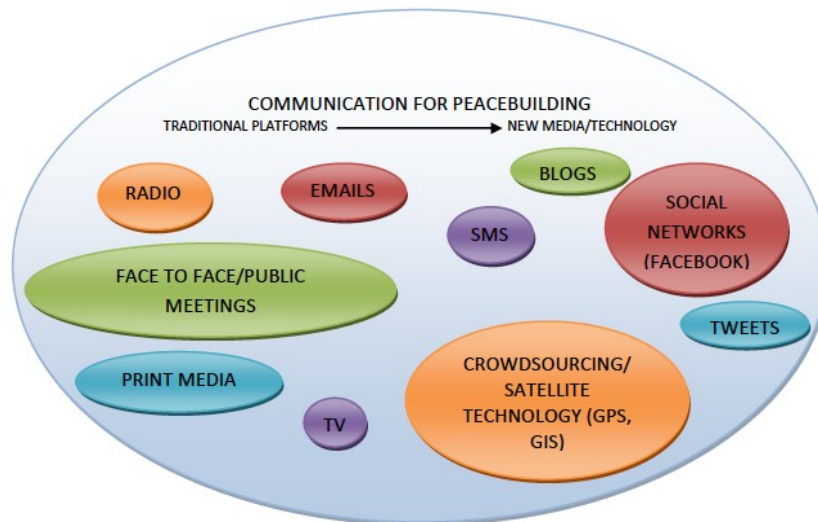 COMMUNICATION FOR PEACEBUILDING
TRADITIONAL PLATFORMS
NEW MEDIA/TECHNOLOGY
RADIO
EMAILS
BLOGS
SOCIAL
NETWORKS
(FACEBOOK)
SMS
FACE TO FACE/PUBLIC
MEETINGS
TWEETS
PRINT MEDIA
TV
CROWDSOURCING/
SATELLITE
TECHNOLOGY (GPS,
GIS)